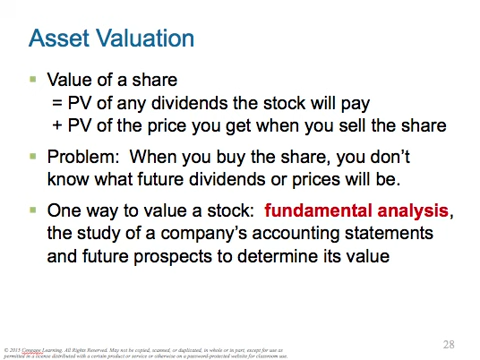 Asset Valuation
Value of a share
= PV of any dividends the stock will pay
+ PV of the price you get when you sell the share
Problem: When you buy the share, you don't
know what future dividends or prices will be.
One way to value a stock: fundamental analysis,
the study of a company's accounting statements
and future prospects to determine its value
© 2015 Cengage Learning. All Rights Reserved. May not be copied, scanned, or duplicated, in whole or in part, except for use as
permitted in a license distributed with a certain product or service or otherwise on a password-protected website for classroom use.
28